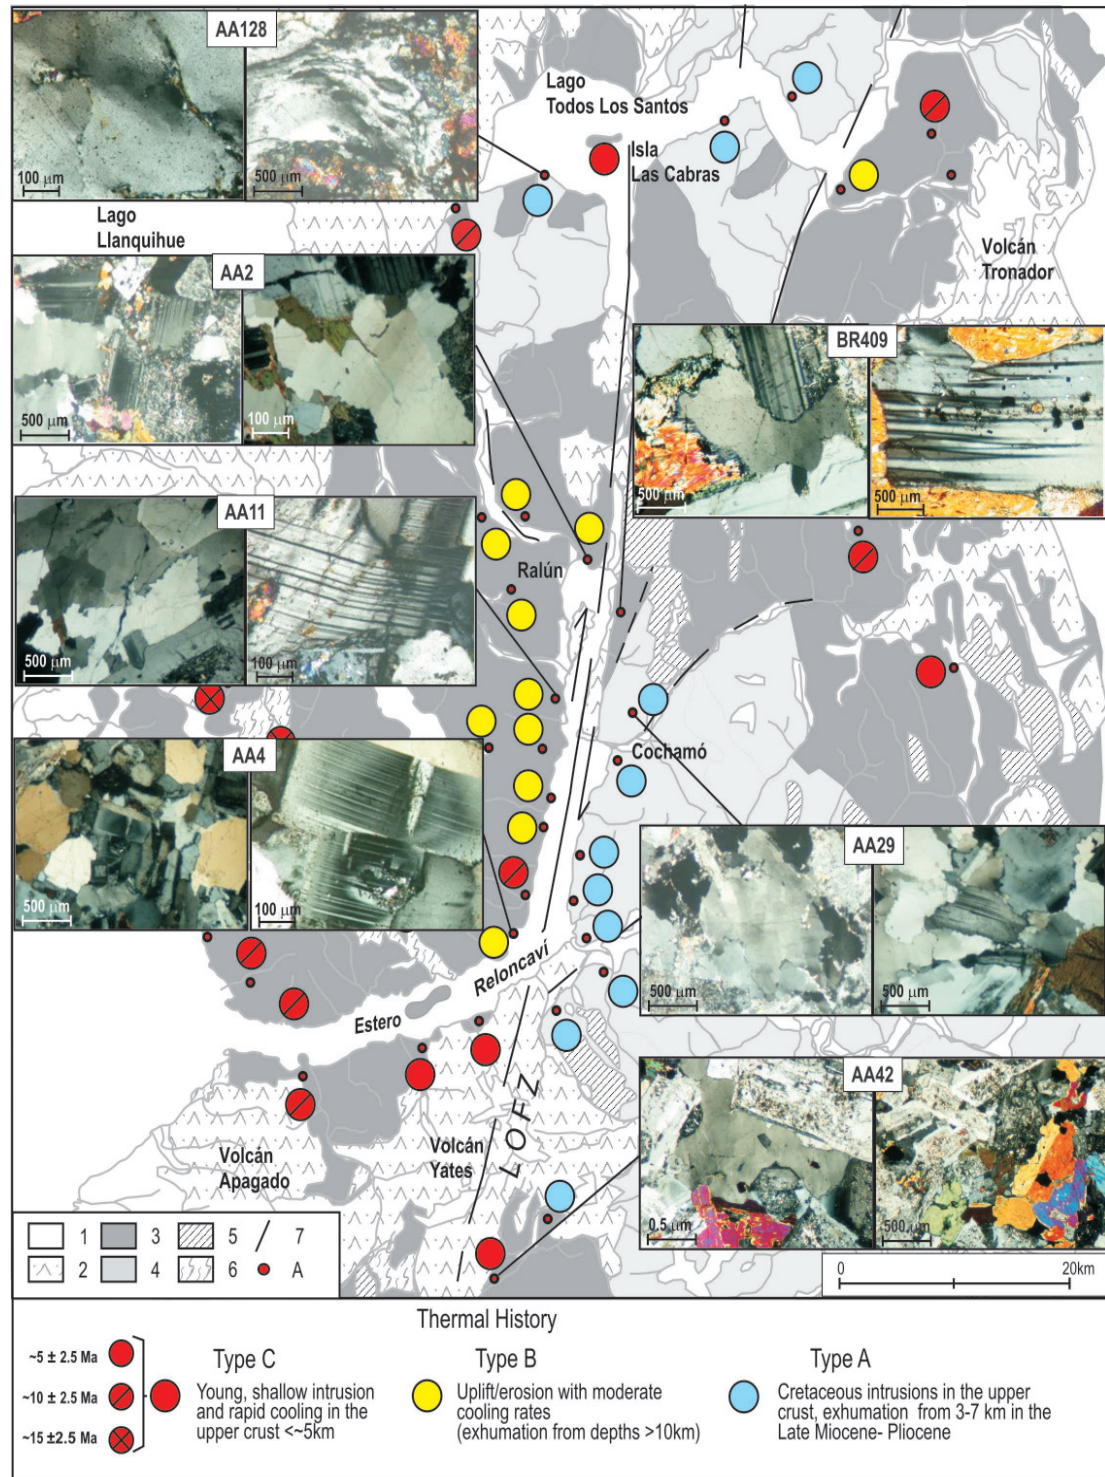 AA128
100 µm
500 µm
Lago
Todos Los Santos
Isla
Las Cabras
Lago
Llanquihue
Volcán
Tronador
AA2
500 µm
100 µm
BR409
500 µm
500 µm
AA11
500 µm
100 µm
Ralún
Cochamó
AA4
500 µm
100 µm
AA29
500 µm
500 µm
Reloncaví
Estero
LOFZ
AA42
0.5 µm
500 µm
Volcán
Apagado
Volcán
Yates
1 3 5 7
2 4 6 A
0 20km
Thermal History
~5 ± 2.5 Ma
~10 ± 2.5 Ma
~15 ±2.5 Ma
Type C
Young, shallow intrusion
and rapid cooling in the
upper crust <~5km
Type B
Uplift/erosion with moderate
cooling rates
(exhumation from depths >10km)
Type A
Cretaceous intrusions in the upper
crust, exhumation from 3-7 km in the
Late Miocene- Pliocene